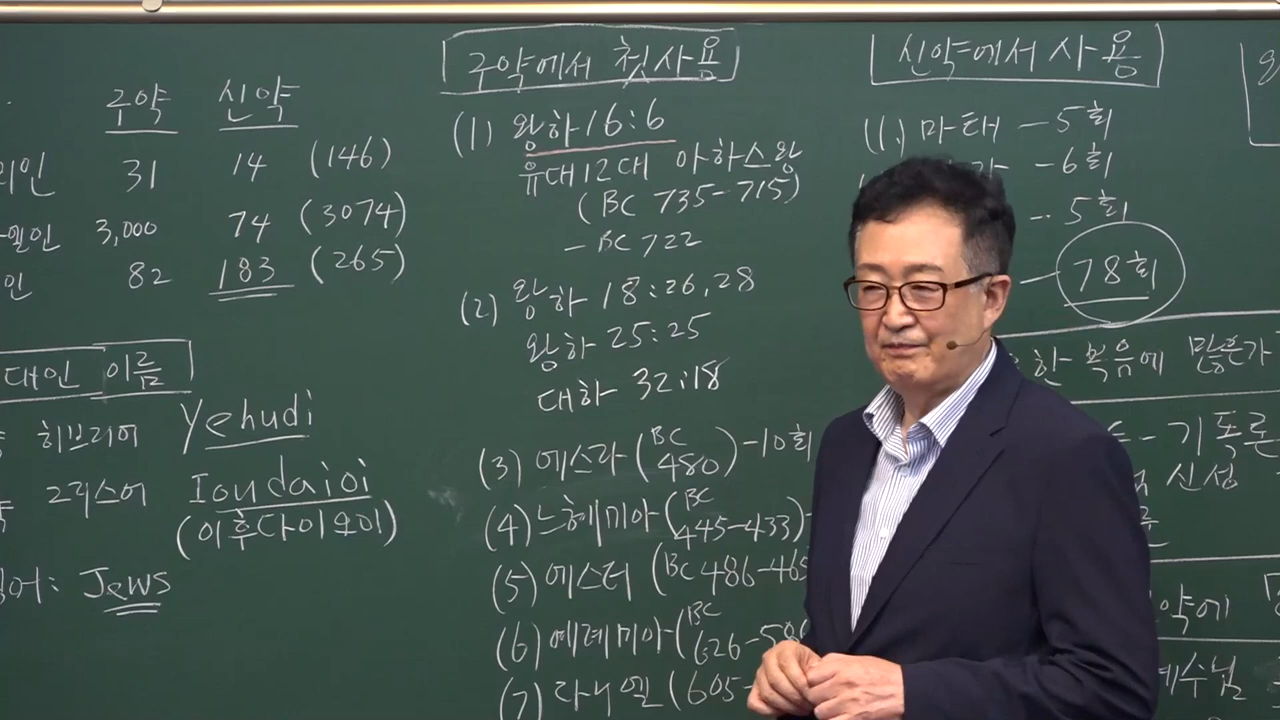 구약 신약
31 14 (146)
3,000 74 (3074)
인 82 183 (265)
대인 이름
히브리어 Yehudi
그리스어 Ioudaioi
(이후다이오이)
어: Jews
구약에서 첫사용
(1) 왕하 16:6
유대12대 아하스왕
(BC 735-715)
- BC 722
(2) 왕하 18:26,28
왕하 25:25
대하 32:18
(3) 에스라 (BC 480) -10회
(4) 느헤미아 (BC 445-433)-
(5) 에스터 (BC 486-465
(6) 예레미아 (BC 626-58
(7) 다니엘 (605-
신약에서 사용
(1.) 마태 - 5회
- 6회
- 5회
78회
한 복음에 만
- 기독론
신성
약에
예수님